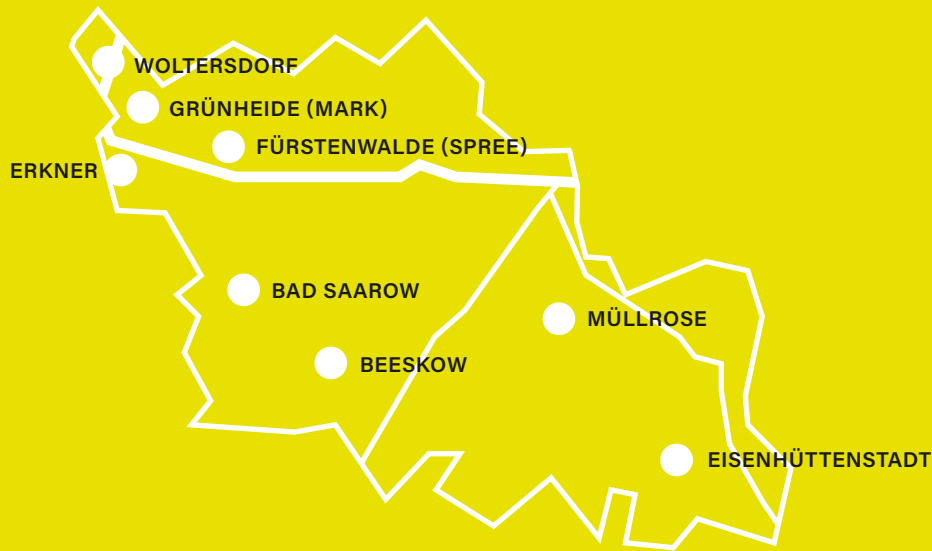 WOLTERSDORF
GRÜNHEIDE (MARK)
FÜRSTENWALDE (SPREE)
ERKNER
BAD SAAROW
MÜLLROSE
BEESKOW
EISENHÜTTENSTADT